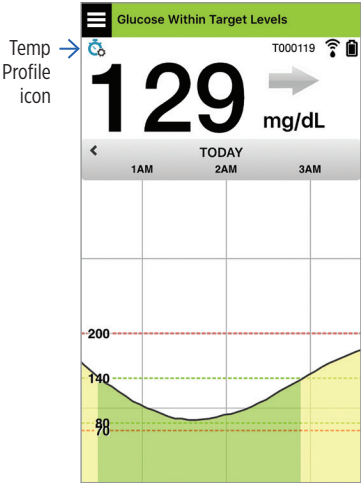 Glucose Within Target Levels
Temp
Profile
icon
T000119
129
mg/dL
TODAY
1AM 2AM 3AM
200
140
80
70